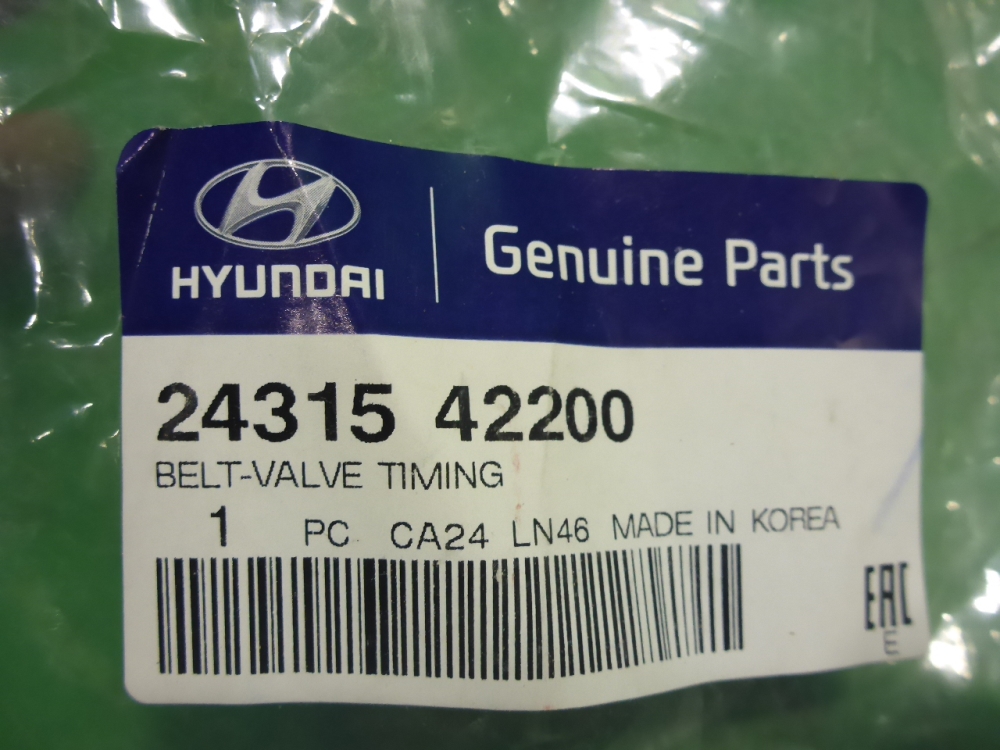 HYUNDAI
Genuine Parts
24315 42200
BELT-VALVE TIMING
1 PC CA24 LN46 MADE IN KOREA
EAC
E